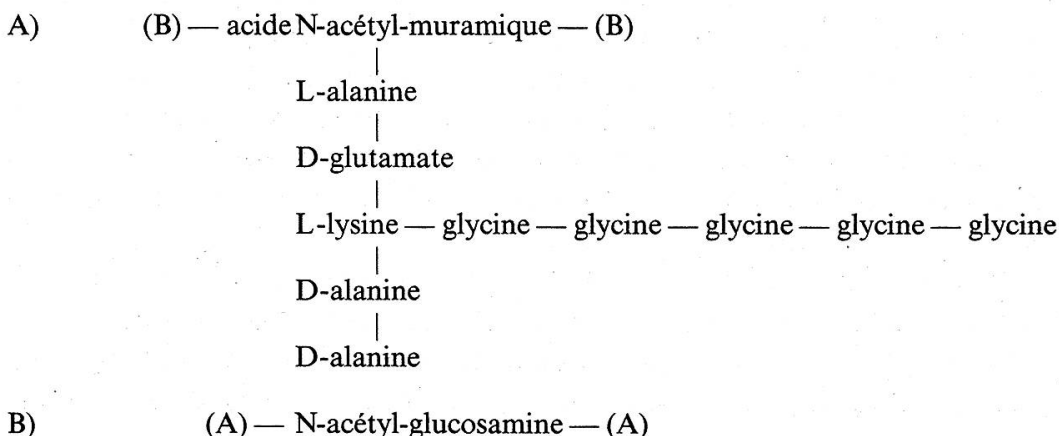 A) (B) — acide N-acétyl-muramique — (B)
L-alanine
D-glutamate
L-lysine — glycine — glycine — glycine — glycine — glycine
D-alanine
D-alanine
B) (A) — N-acétyl-glucosamine — (A)